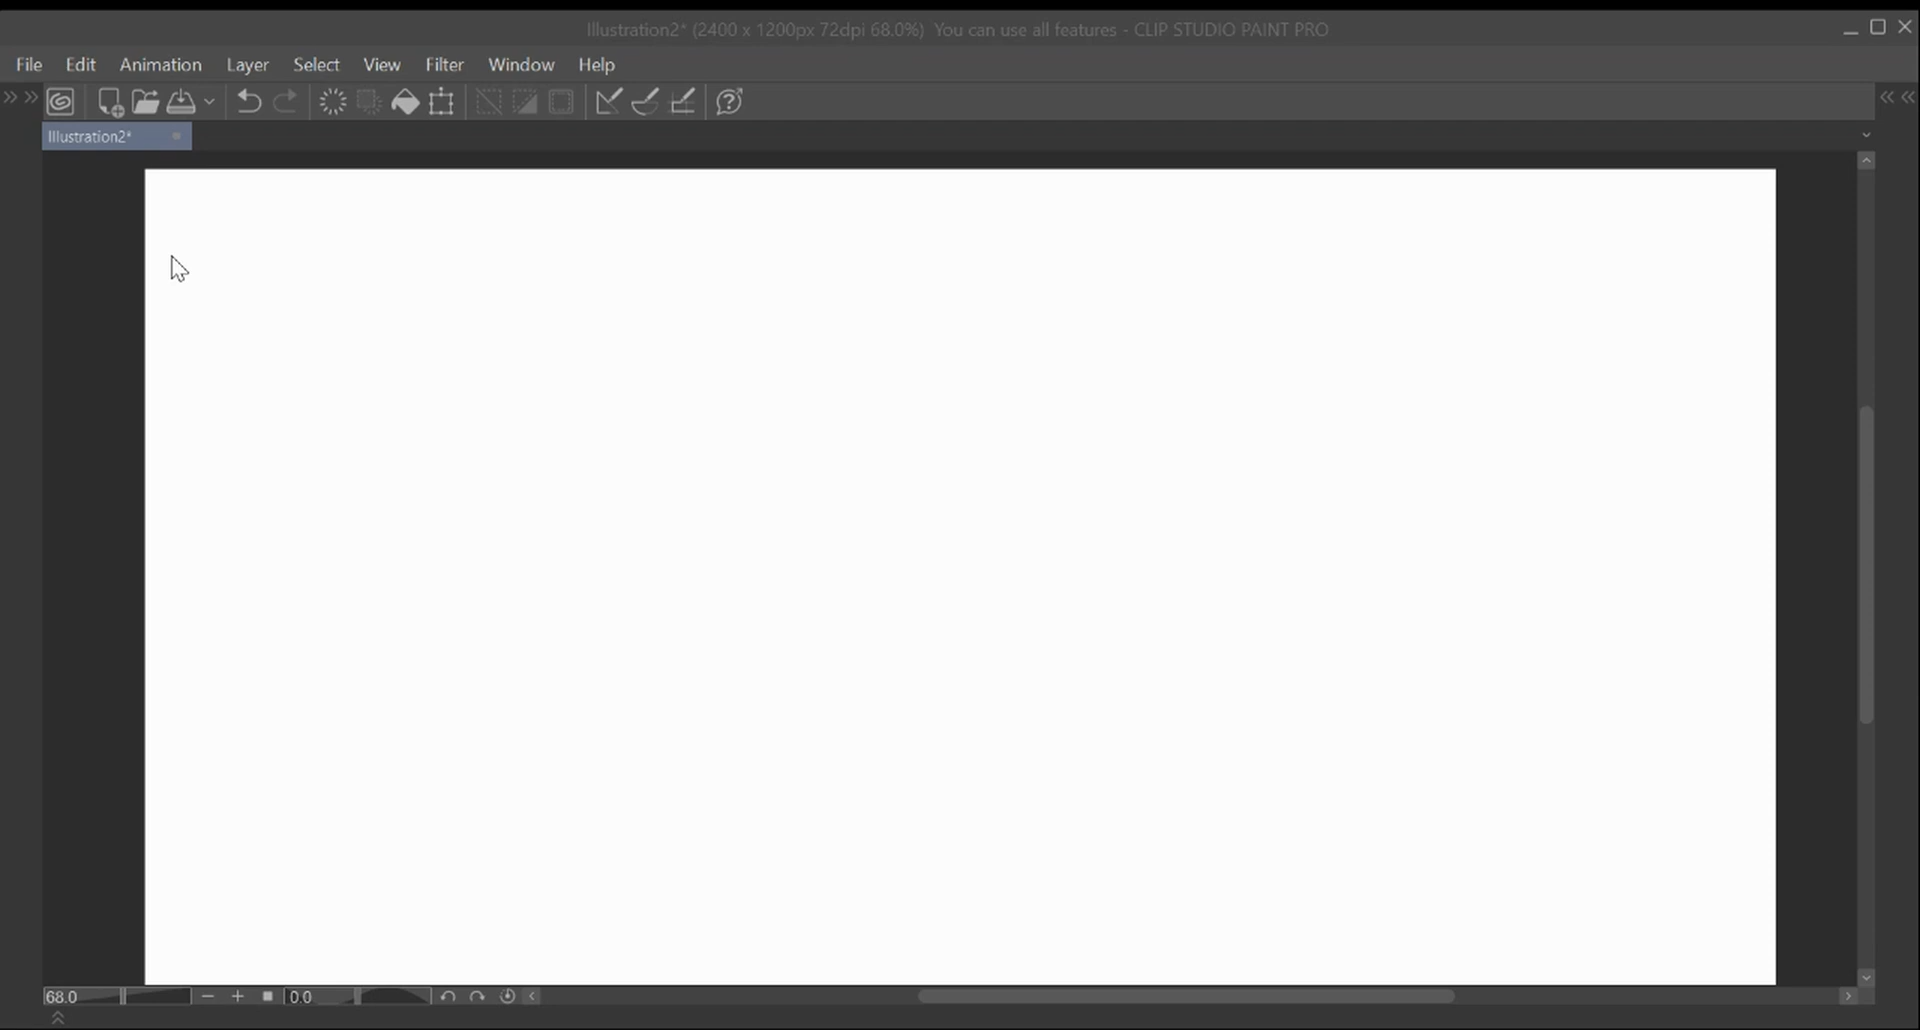 Illustration2* (2400 x 1200px 72dpi 68.0%) You can use all features - CLIP STUDIO PAINT PRO
File Edit Animation Layer Select View Filter Window Help
Illustration2*
68.0 0.0